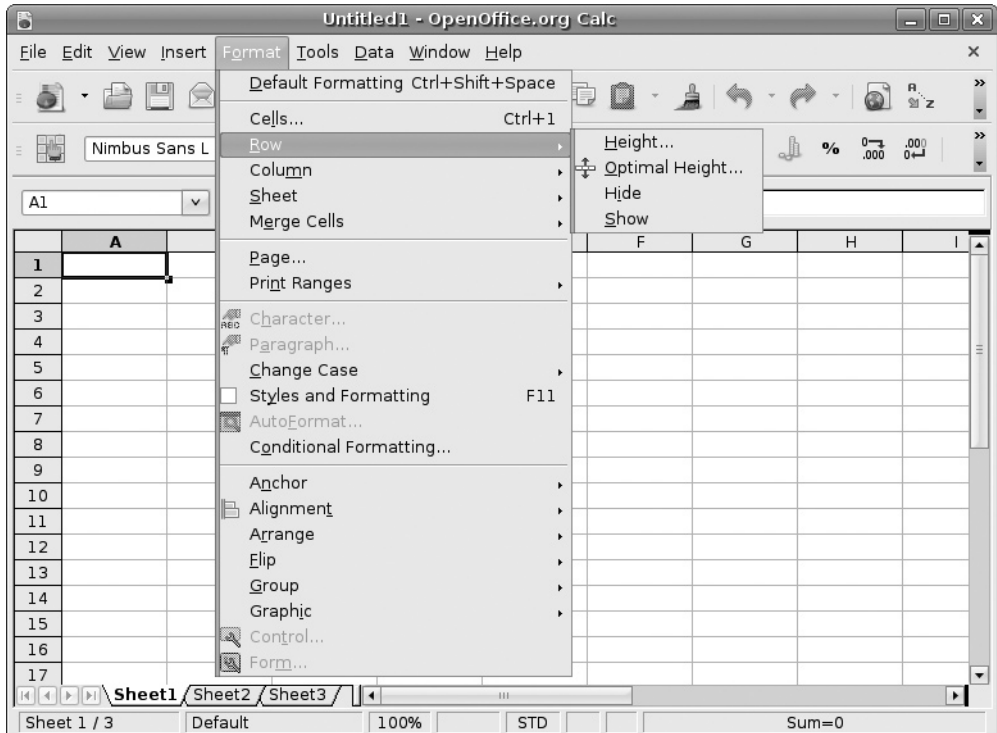 Untitled1 - OpenOffice.org Calc
File Edit View Insert Format Tools Data Window Help
Default Formatting Ctrl+Shift+Space
Cells... Ctrl+1
Row
Column
Sheet
Merge Cells
Page...
Print Ranges
Character...
Paragraph...
Change Case
Styles and Formatting F11
AutoFormat...
Conditional Formatting...
Anchor
Alignment
Arrange
Flip
Group
Graphic
Control...
Form...
Height...
Optimal Height...
Hide
Show
Nimbus Sans L
A1
A F G H I
1
2
3
4
5
6
7
8
9
10
11
12
13
14
15
16
17
Sheet1 Sheet2 Sheet3
Sheet 1 / 3 Default 100% STD Sum=0